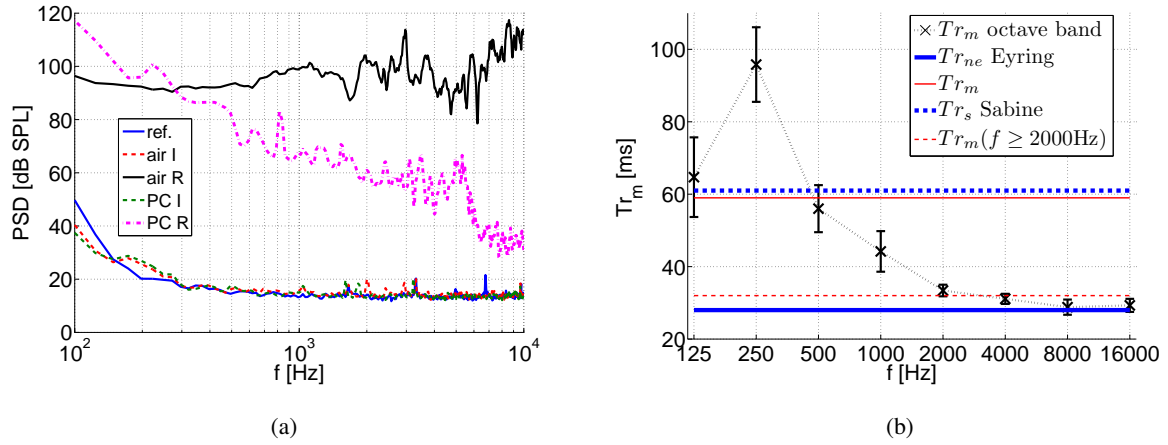 120
100
80
60
40
20
0
PSD [dB SPL]
ref.
air I
air R
PC I
PC R
10^2
10^3
10^4
f [Hz]
(a)
100
80
60
40
20
Tr_m [ms]
Tr_m octave band
Tr_ne Eyring
Tr_m
Tr_s Sabine
Tr_m(f ≥ 2000Hz)
125 250 500 1000 2000 4000 8000 16000
f [Hz]
(b)